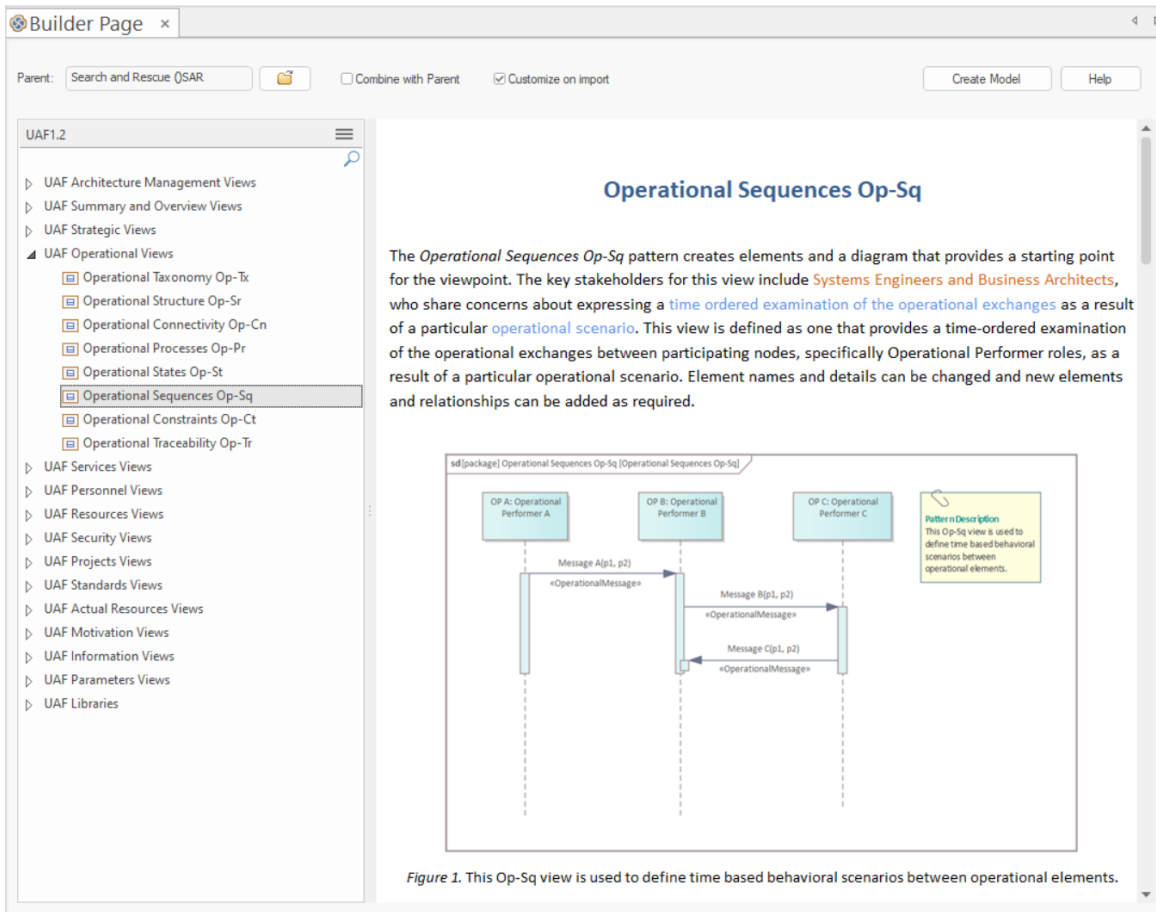 Builder Page ×
Parent: Search and Rescue ()SAR Combine with Parent Customize on import Create Model Help
UAF1.2
UAF Architecture Management Views
UAF Summary and Overview Views
UAF Strategic Views
UAF Operational Views
Operational Taxonomy Op-Tx
Operational Structure Op-Sr
Operational Connectivity Op-Cn
Operational Processes Op-Pr
Operational States Op-St
Operational Sequences Op-Sq
Operational Constraints Op-Ct
Operational Traceability Op-Tr
UAF Services Views
UAF Personnel Views
UAF Resources Views
UAF Security Views
UAF Projects Views
UAF Standards Views
UAF Actual Resources Views
UAF Motivation Views
UAF Information Views
UAF Parameters Views
UAF Libraries
Operational Sequences Op-Sq
The Operational Sequences Op-Sq pattern creates elements and a diagram that provides a starting point
for the viewpoint. The key stakeholders for this view include Systems Engineers and Business Architects,
who share concerns about expressing a time ordered examination of the operational exchanges as a result
of a particular operational scenario. This view is defined as one that provides a time-ordered examination
of the operational exchanges between participating nodes, specifically Operational Performer roles, as a
result of a particular operational scenario. Element names and details can be changed and new elements
and relationships can be added as required.
sd [package] Operational Sequences Op-Sq [Operational Sequences Op-Sq]
OP A: Operational
Performer A
OP B: Operational
Performer B
OP C: Operational
Performer C
Pattern Description
This Op-Sq view is used to
define time based behavioral
scenarios between
operational elements.
Message A(p1, p2)
«OperationalMessage»
Message B(p1, p2)
«OperationalMessage»
Message C(p1, p2)
«OperationalMessage»
Figure 1. This Op-Sq view is used to define time based behavioral scenarios between operational elements.